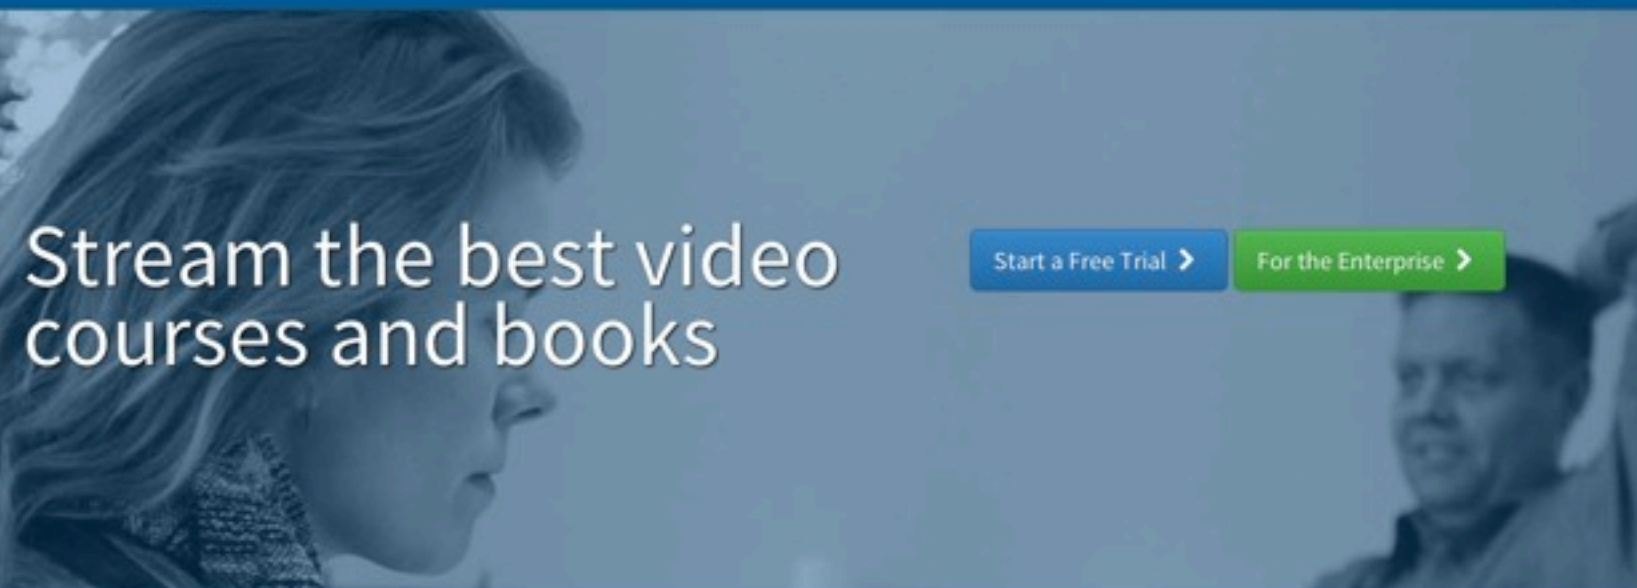 Stream the best video
courses and books
Start a Free Trial
For the Enterprise